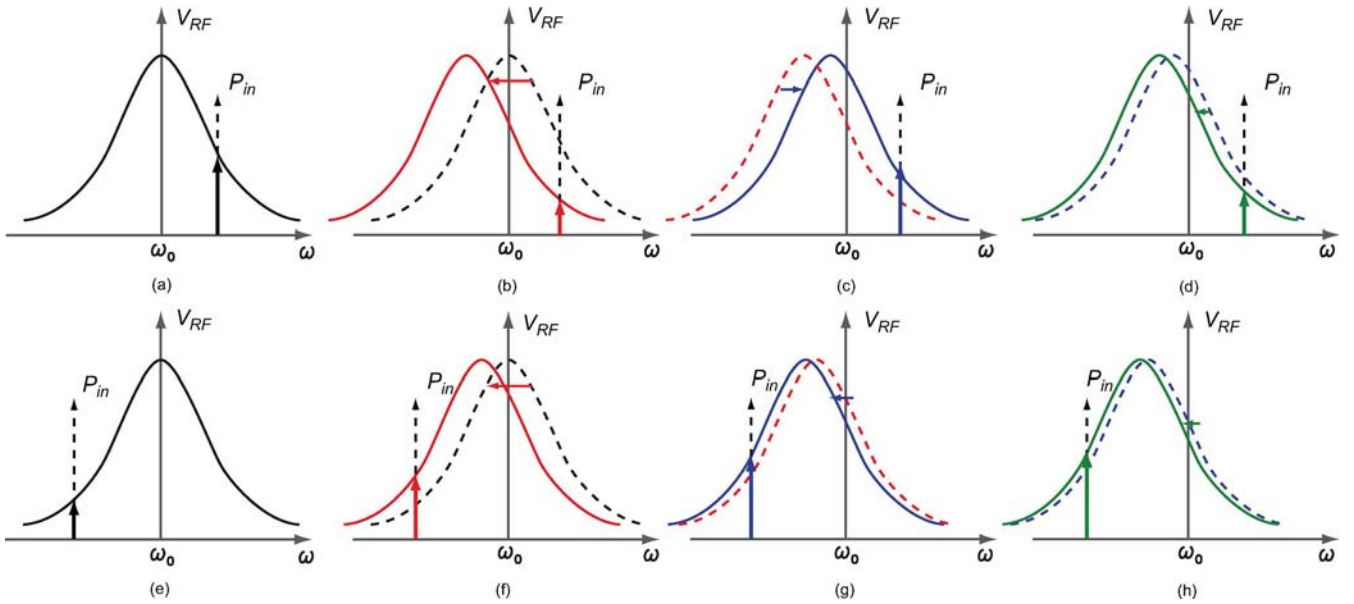 V_RF
P_in
ω₀
ω
(a)
V_RF
P_in
ω₀
ω
(b)
V_RF
P_in
ω₀
ω
(c)
V_RF
P_in
ω₀
ω
(d)
V_RF
P_in
ω₀
ω
(e)
V_RF
P_in
ω₀
ω
(f)
V_RF
P_in
ω₀
ω
(g)
V_RF
P_in
ω₀
ω
(h)